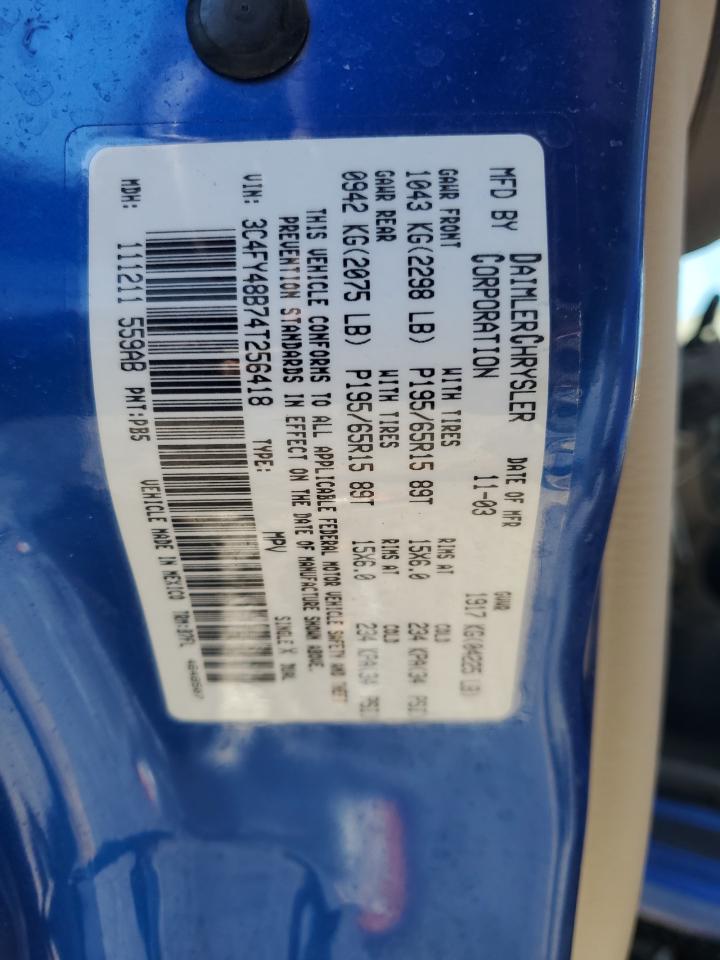 MFD BY DAIMLERCHRYSLER CORPORATION DATE OF MFR 11-03 GVWR 1917 KG(04225 LB)
GAWR FRONT WITH TIRES RIMS AT COLD
1043 KG(2298 LB) P195/65R15 89T 15X6.0 234 KPA/34 PSI
GAWR REAR WITH TIRES RIMS AT COLD
0942 KG(2075 LB) P195/65R15 89T 15X6.0 234 KPA/34 PSI
THIS VEHICLE CONFORMS TO ALL APPLICABLE FEDERAL MOTOR VEHICLE SAFETY AND THEFT
PREVENTION STANDARDS IN EFFECT ON THE DATE OF MANUFACTURE SHOWN ABOVE.
VIN: 3C4FY48B74T256418 TYPE: MPV SINGLE X DUAL
MDH: 111211 559AB PNT:PB5 VEHICLE MADE IN MEXICO